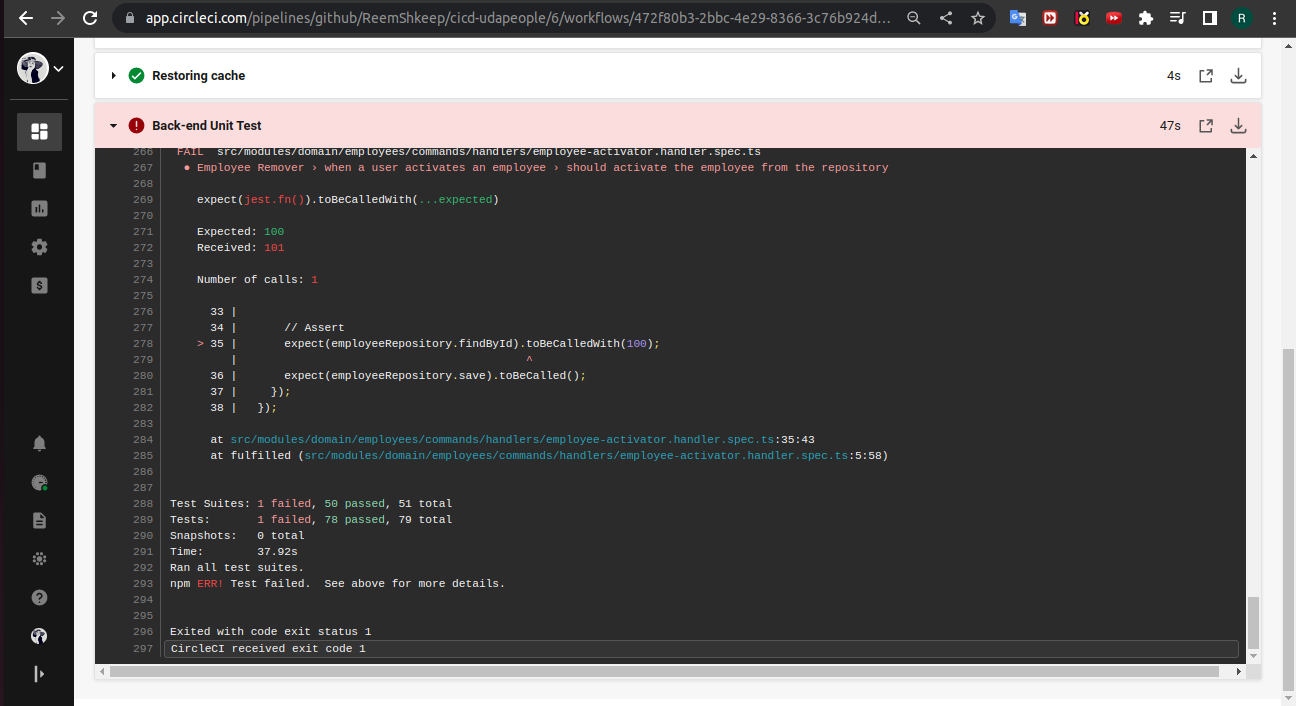 app.circleci.com/pipelines/github/ReemShkeep/cicd-udapeople/6/workflows/472f80b3-2bbc-4e29-8366-3c76b924d...
R
Restoring cache
4s
Back-end Unit Test
47s
266 FAIL src/modules/domain/employees/commands/handlers/employee-activator.handler.spec.ts
267 ● Employee Remover › when a user activates an employee › should activate the employee from the repository
268
269 expect(jest.fn()).toBeCalledWith(...expected)
270
271 Expected: 100
272 Received: 101
273
274 Number of calls: 1
275
276 33 |
277 34 | // Assert
278 > 35 | expect(employeeRepository.findById).toBeCalledWith(100);
279 | ^
280 36 | expect(employeeRepository.save).toBeCalled();
281 37 | });
282 38 | });
283
284 at src/modules/domain/employees/commands/handlers/employee-activator.handler.spec.ts:35:43
285 at fulfilled (src/modules/domain/employees/commands/handlers/employee-activator.handler.spec.ts:5:58)
286
287
288 Test Suites: 1 failed, 50 passed, 51 total
289 Tests: 1 failed, 78 passed, 79 total
290 Snapshots: 0 total
291 Time: 37.92s
292 Ran all test suites.
293 npm ERR! Test failed. See above for more details.
294
295
296 Exited with code exit status 1
297 CircleCI received exit code 1